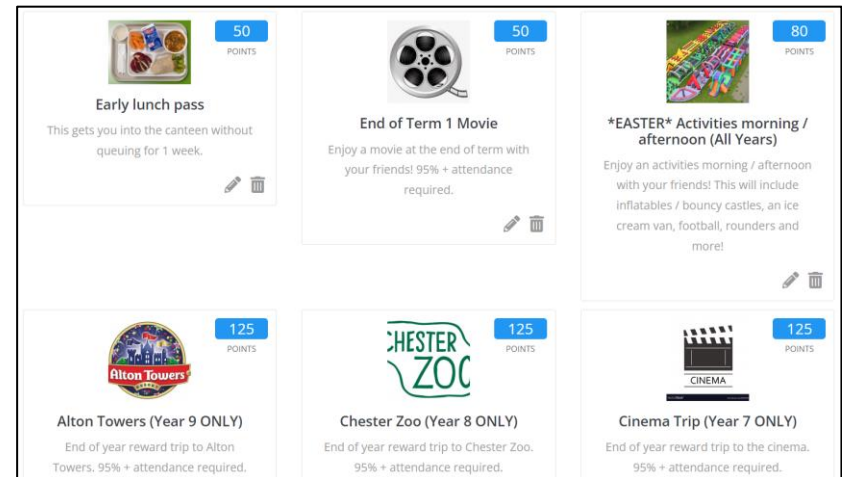 50
POINTS
Early lunch pass
This gets you into the canteen without
queuing for 1 week.
50
POINTS
End of Term 1 Movie
Enjoy a movie at the end of term with
your friends! 95% + attendance
required.
80
POINTS
*EASTER* Activities morning /
afternoon (All Years)
Enjoy an activities morning / afternoon
with your friends! This will include
inflatables / bouncy castles, an ice
cream van, football, rounders and
more!
125
POINTS
Alton Towers
Alton Towers (Year 9 ONLY)
End of year reward trip to Alton
Towers. 95% + attendance required.
125
POINTS
CHESTER
ZOO
Chester Zoo (Year 8 ONLY)
End of year reward trip to Chester Zoo.
95% + attendance required.
125
POINTS
CINEMA
Cinema Trip (Year 7 ONLY)
End of year reward trip to the cinema.
95% + attendance required.